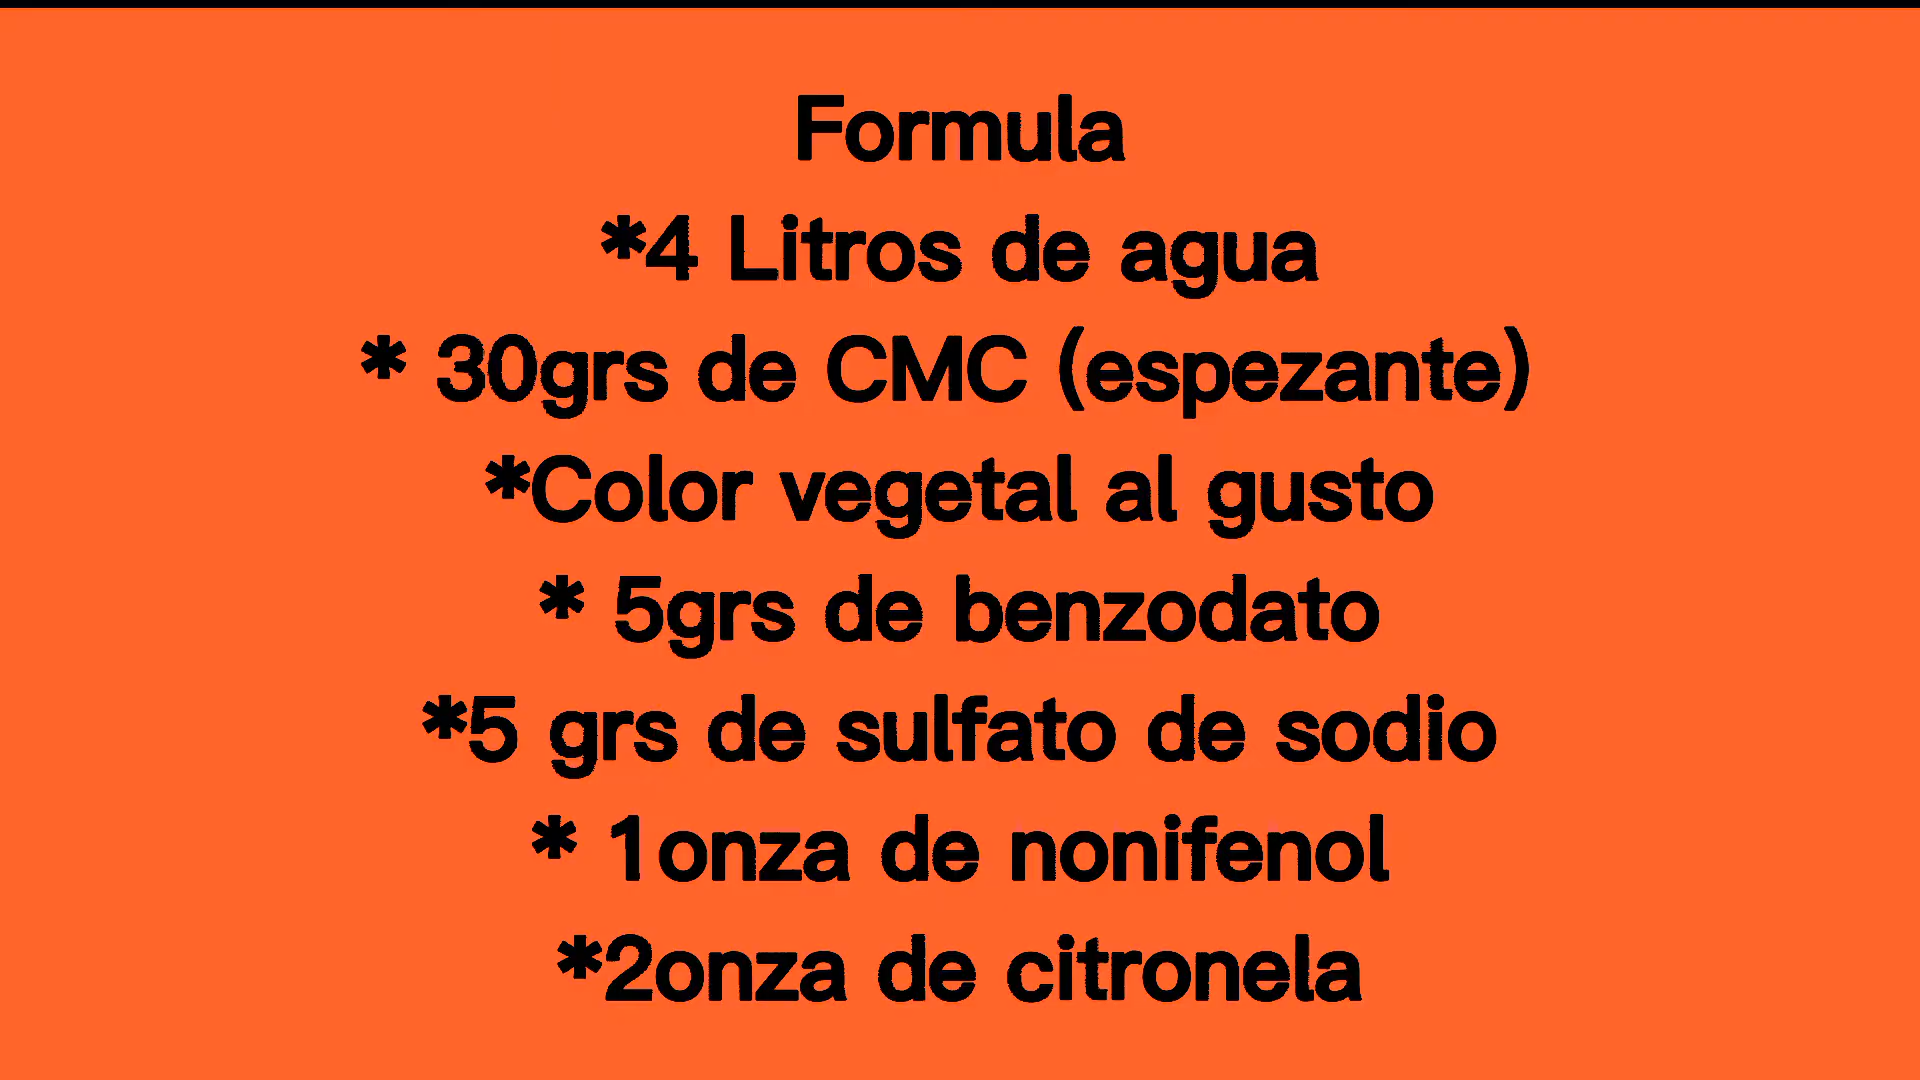 Formula
*4 Litros de agua
* 30grs de CMC (espezante)
*Color vegetal al gusto
* 5grs de benzodato
*5 grs de sulfato de sodio
* 1onza de nonifenol
*2onza de citronela